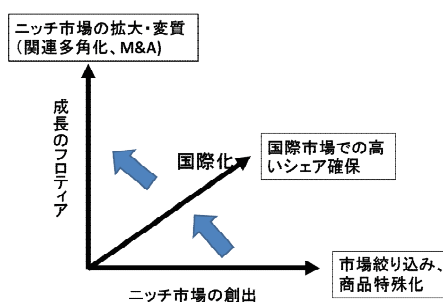 ニッチ市場の拡大・変質
（関連多角化、M&A)
成長のフロティア
国際化
国際市場での高
いシェア確保
市場絞り込み、
商品特殊化
ニッチ市場の創出